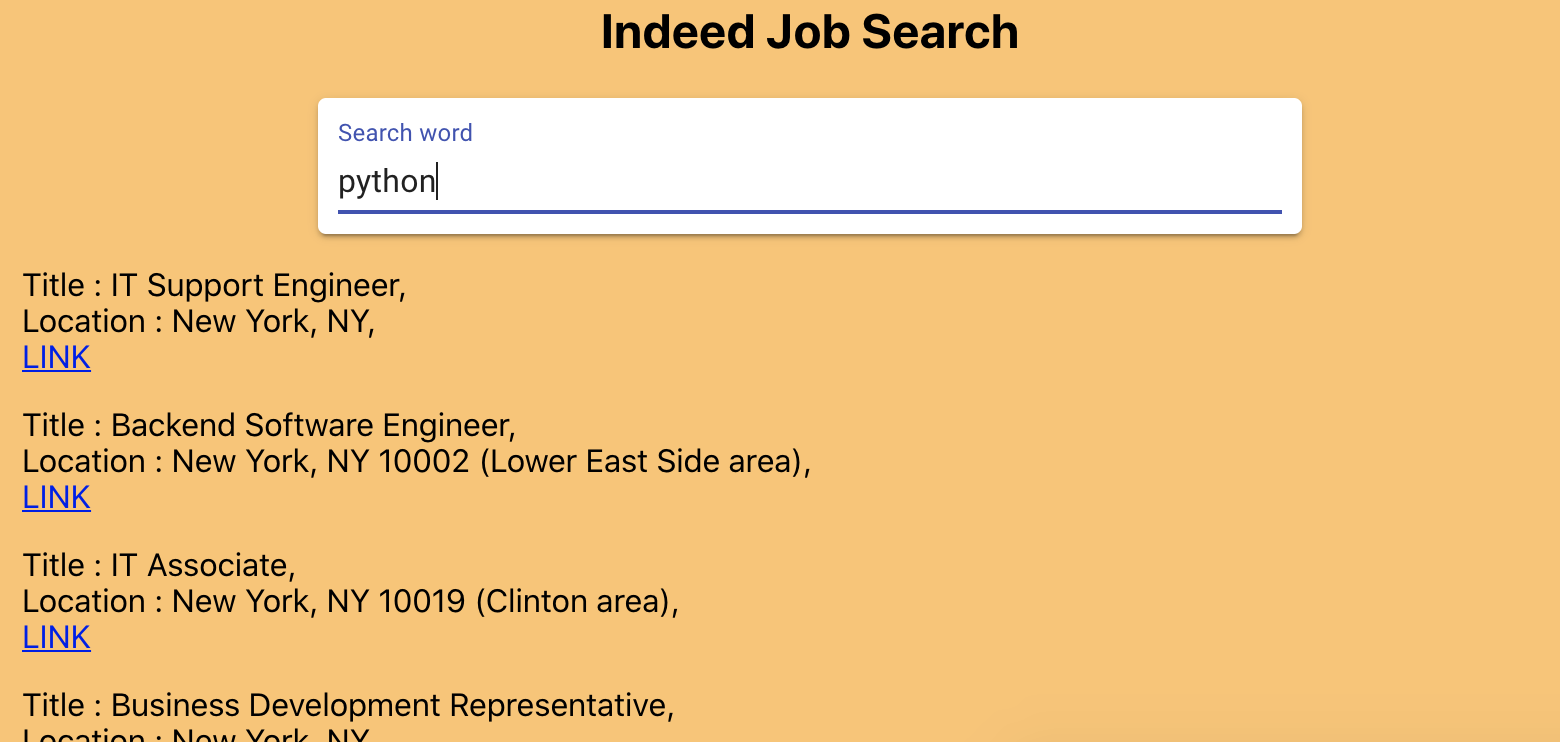 Indeed Job Search
Search word
python
Title : IT Support Engineer,
Location : New York, NY,
LINK
Title : Backend Software Engineer,
Location : New York, NY 10002 (Lower East Side area),
LINK
Title : IT Associate,
Location : New York, NY 10019 (Clinton area),
LINK
Title : Business Development Representative,
Location : New York, NY